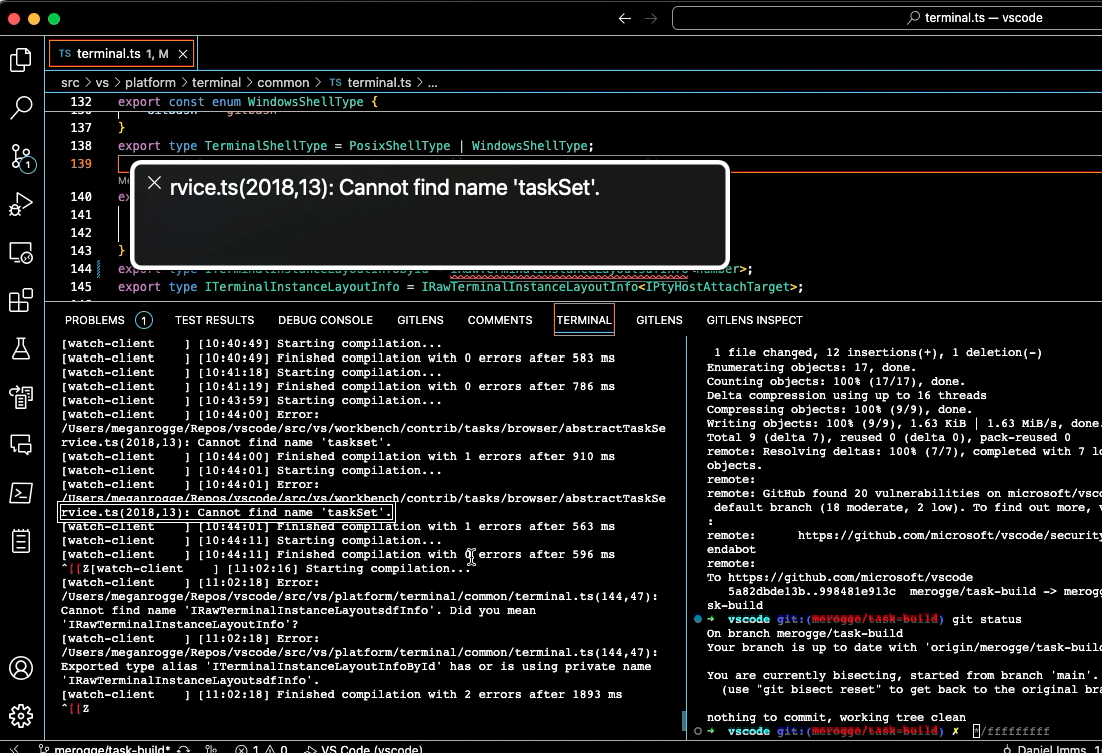 terminal.ts — vscode
TS terminal.ts 1, M
src > vs > platform > terminal > common > TS terminal.ts > ...
132 export const enum WindowsShellType {
137 }
138 export type TerminalShellType = PosixShellType | WindowsShellType;
139
rvice.ts(2018,13): Cannot find name 'taskSet'.
140 ex
141
142
143 }
144 export type ITerminalInstanceLayoutInfoById = IRawTerminalInstanceLayoutsdfInfo<number>;
145 export type ITerminalInstanceLayoutInfo = IRawTerminalInstanceLayoutInfo<IPtyHostAttachTarget>;
PROBLEMS 1 TEST RESULTS DEBUG CONSOLE GITLENS COMMENTS TERMINAL GITLENS GITLENS INSPECT
[watch-client    ] [10:40:49] Starting compilation...
[watch-client    ] [10:40:49] Finished compilation with 0 errors after 583 ms
[watch-client    ] [10:41:18] Starting compilation...
[watch-client    ] [10:41:19] Finished compilation with 0 errors after 786 ms
[watch-client    ] [10:43:59] Starting compilation...
[watch-client    ] [10:44:00] Error:
/Users/meganrogge/Repos/vscode/src/vs/workbench/contrib/tasks/browser/abstractTaskSe
rvice.ts(2018,13): Cannot find name 'taskset'.
[watch-client    ] [10:44:00] Finished compilation with 1 errors after 910 ms
[watch-client    ] [10:44:01] Starting compilation...
[watch-client    ] [10:44:01] Error:
/Users/meganrogge/Repos/vscode/src/vs/workbench/contrib/tasks/browser/abstractTaskSe
rvice.ts(2018,13): Cannot find name 'taskSet'.
[watch-client    ] [10:44:01] Finished compilation with 1 errors after 563 ms
[watch-client    ] [10:44:11] Starting compilation...
[watch-client    ] [10:44:11] Finished compilation with 0 errors after 596 ms
^[[Z[watch-client    ] [11:02:16] Starting compilation...
[watch-client    ] [11:02:18] Error:
/Users/meganrogge/Repos/vscode/src/vs/platform/terminal/common/terminal.ts(144,47):
Cannot find name 'IRawTerminalInstanceLayoutsdfInfo'. Did you mean
'IRawTerminalInstanceLayoutInfo'?
[watch-client    ] [11:02:18] Error:
/Users/meganrogge/Repos/vscode/src/vs/platform/terminal/common/terminal.ts(144,47):
Exported type alias 'ITerminalInstanceLayoutInfoById' has or is using private name
'IRawTerminalInstanceLayoutsdfInfo'.
[watch-client    ] [11:02:18] Finished compilation with 2 errors after 1893 ms
^[[Z
1 file changed, 12 insertions(+), 1 deletion(-)
Enumerating objects: 17, done.
Counting objects: 100% (17/17), done.
Delta compression using up to 16 threads
Compressing objects: 100% (9/9), done.
Writing objects: 100% (9/9), 1.63 KiB | 1.63 MiB/s, done.
Total 9 (delta 7), reused 0 (delta 0), pack-reused 0
remote: Resolving deltas: 100% (7/7), completed with 7 lo
objects.
remote:
remote: GitHub found 20 vulnerabilities on microsoft/vsco
default branch (18 moderate, 2 low). To find out more, v
:
remote:      https://github.com/microsoft/vscode/security
endabot
remote:
To https://github.com/microsoft/vscode
5a82dbde13b..998481e913c  merogge/task-build -> merogg
sk-build
➜  vscode git:(merogge/task-build) git status
On branch merogge/task-build
Your branch is up to date with 'origin/merogge/task-build
You are currently bisecting, started from branch 'main'.
(use "git bisect reset" to get back to the original bra
nothing to commit, working tree clean
➜  vscode git:(merogge/task-build) ✗ */fffffffff
merogge/task-build* 1 0 VS Code (vscode) Daniel Imms, 10